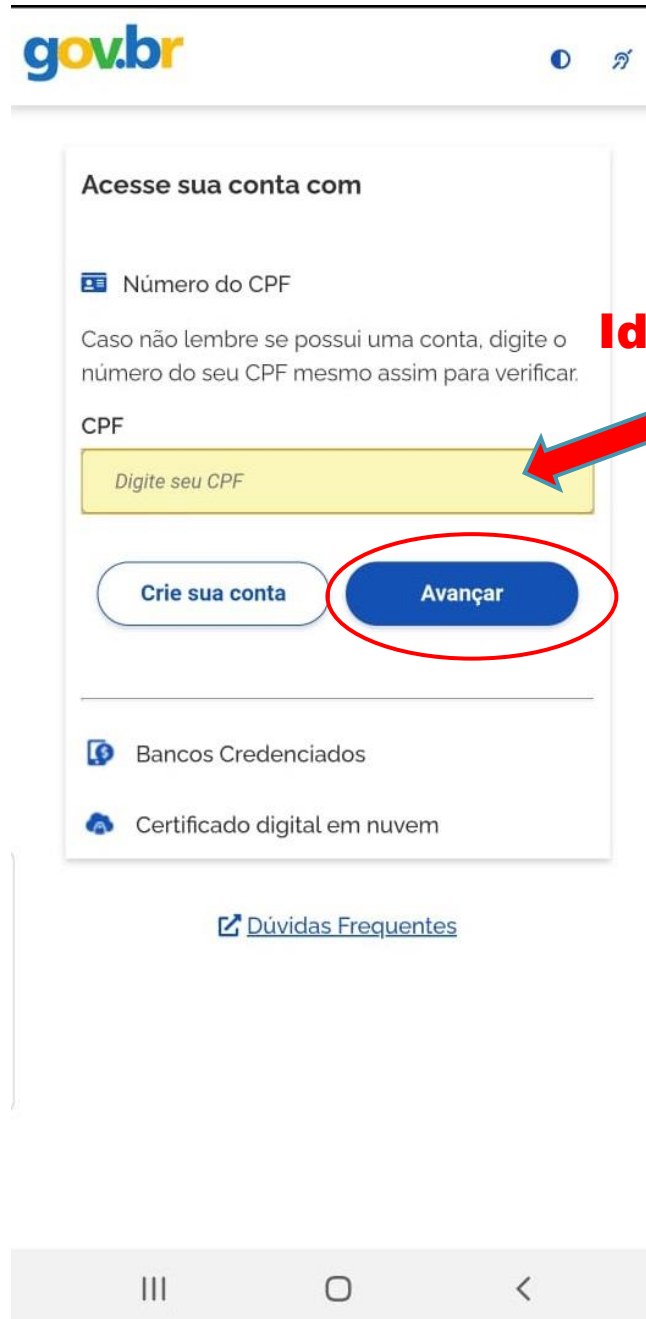 gov.br
Acesse sua conta com
Número do CPF
Caso não lembre se possui uma conta, digite o
número do seu CPF mesmo assim para verificar.
Id
CPF
Digite seu CPF
Crie sua conta
Avançar
Bancos Credenciados
Certificado digital em nuvem
Dúvidas Frequentes